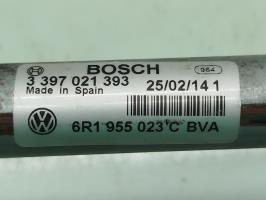 BOSCH 984
3 397 021 393
Made in Spain 25/02/14 1
6R1 955 023 C BVA